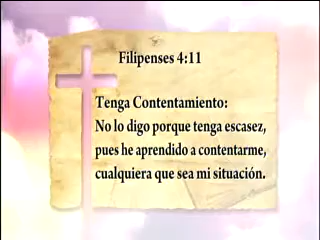 Filipenses 4:11
Tenga Contentamiento:
No lo digo porque tenga escasez,
pues he aprendido a contentarme,
cualquiera que sea mi situación.